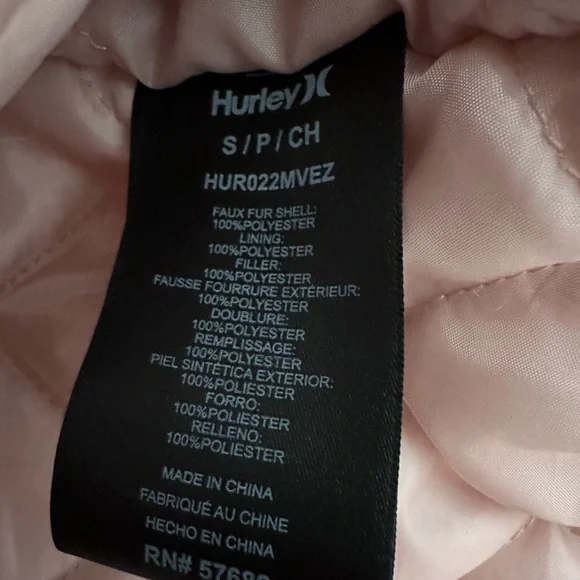 Hurley
S / P / CH
HUR022MVEZ
FAUX FUR SHELL:
100%POLYESTER
LINING:
100%POLYESTER
FILLER:
100%POLYESTER
FAUSSE FOURRURE EXTÉRIEUR:
100%POLYESTER
DOUBLURE:
100%POLYESTER
REMPLISSAGE:
100%POLYESTER
PIEL SINTÉTICA EXTERIOR:
100%POLIESTER
FORRO:
100%POLIESTER
RELLENO:
100%POLIESTER
MADE IN CHINA
FABRIQUÉ AU CHINE
HECHO EN CHINA
RN#